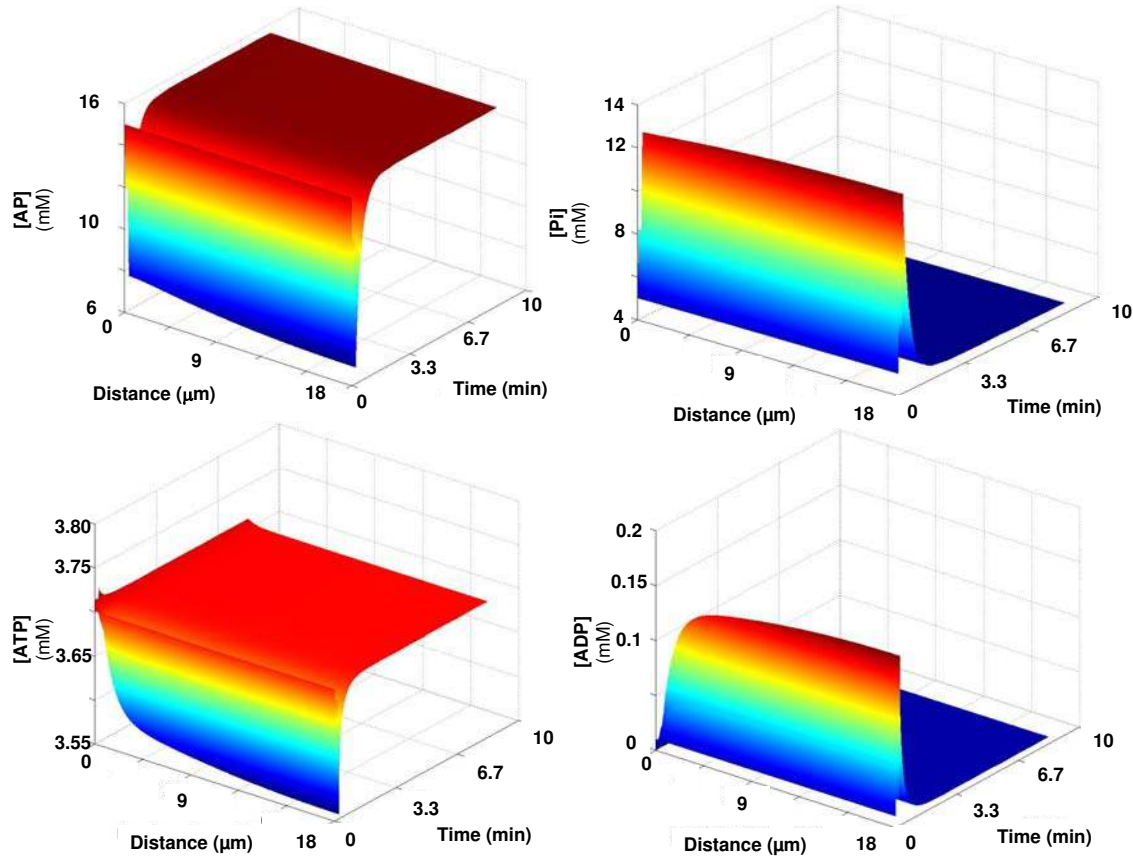 16
[AP]
(mM)
10
6
0
9
18
0
3.3
6.7
10
Distance (µm)
Time (min)
14
12
[Pi]
(mM)
8
4
0
9
18
0
3.3
6.7
10
Distance (µm)
Time (min)
3.80
3.75
[ATP]
(mM)
3.65
3.55
0
9
18
0
3.3
6.7
10
Distance (µm)
Time (min)
0.2
0.15
0.1
[ADP]
(mM)
0
0
9
18
0
3.3
6.7
10
Distance (µm)
Time (min)